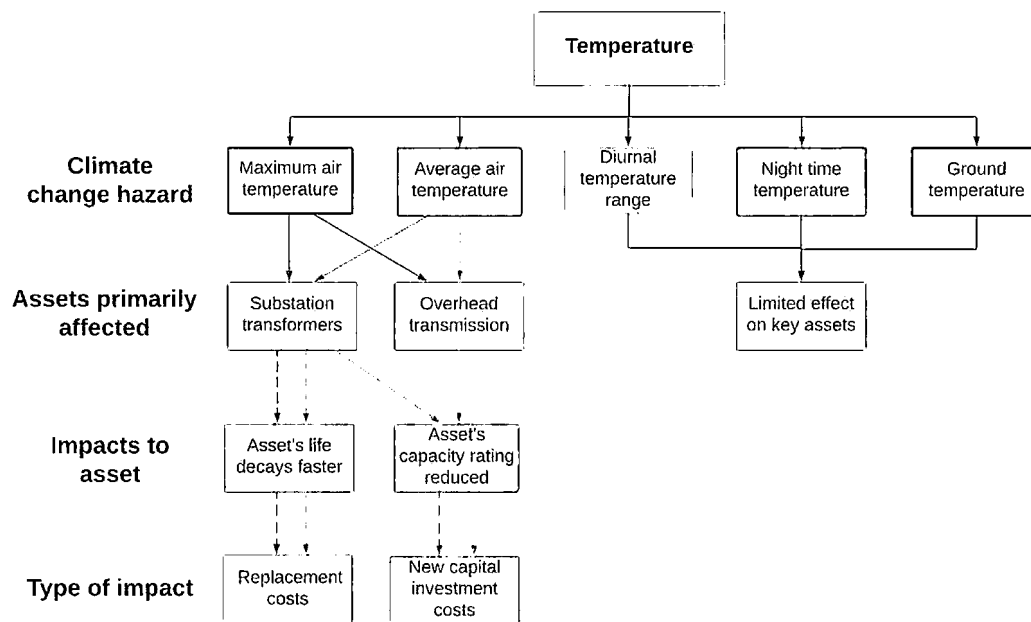 Temperature
Climate
change hazard
Maximum air
temperature
Average air
temperature
Diurnal
temperature
range
Night time
temperature
Ground
temperature
Assets primarily
affected
Substation
transformers
Overhead
transmission
Limited effect
on key assets
Impacts to
asset
Asset's life
decays faster
Asset's
capacity rating
reduced
Type of impact
Replacement
costs
New capital
investment
costs